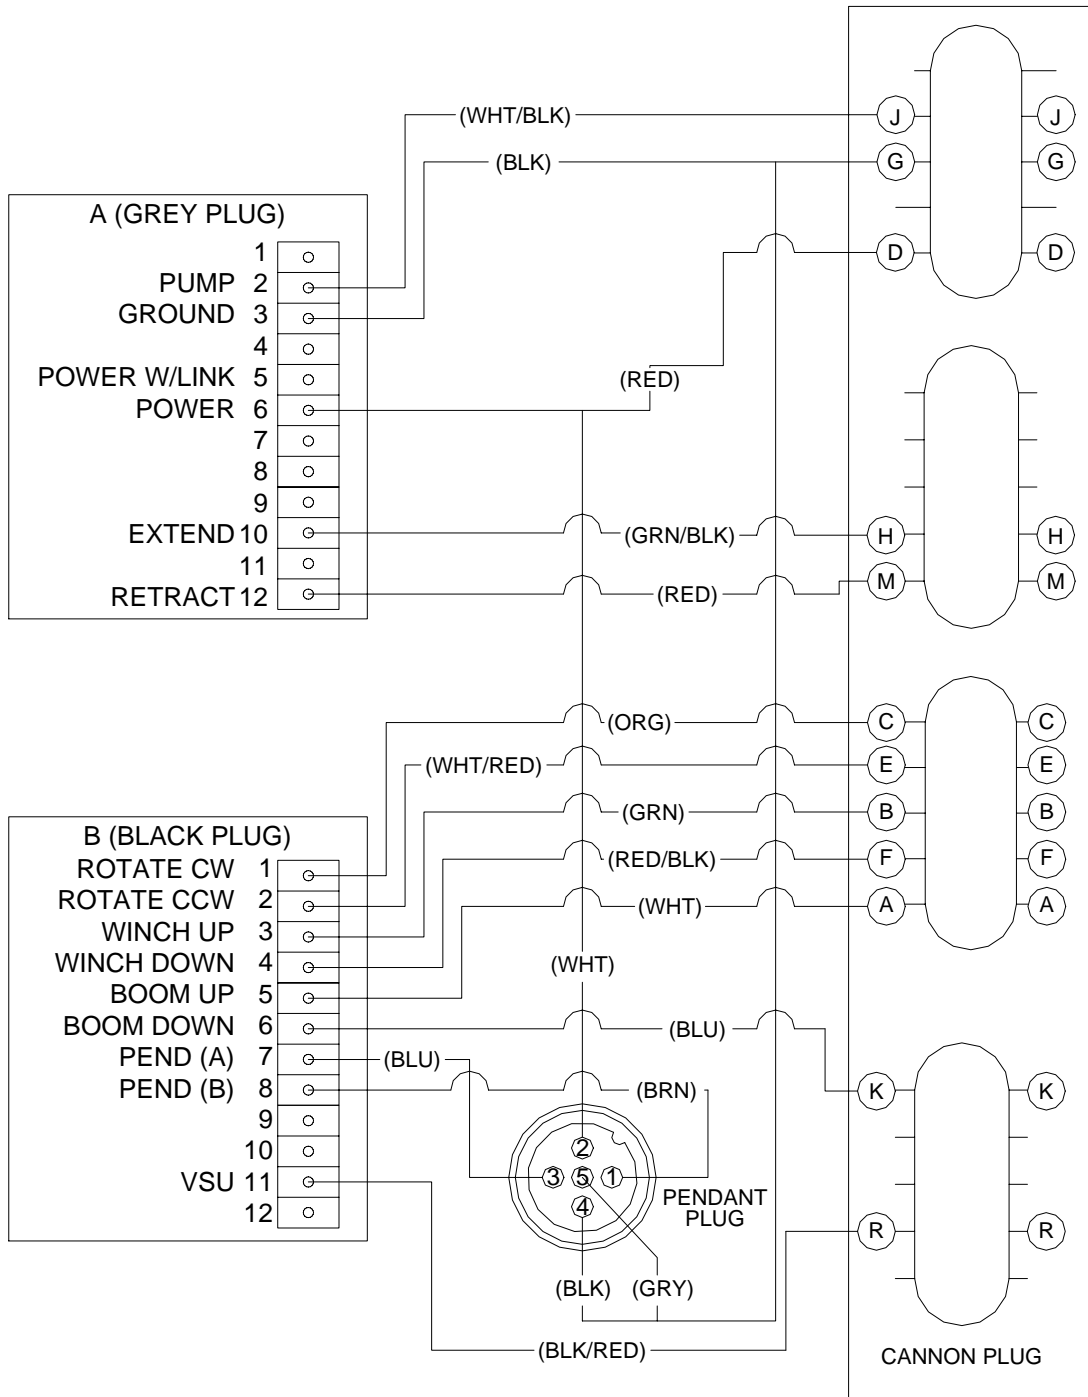 (WHT/BLK)
J
J
(BLK)
G
G
A (GREY PLUG)
D
D
1
PUMP 2
GROUND 3
4
POWER W/LINK 5
(RED)
POWER 6
7
8
9
EXTEND 10
(GRN/BLK)
H
H
11
RETRACT 12
(RED)
M
M
(ORG)
C
C
(WHT/RED)
E
E
(GRN)
B
B
B (BLACK PLUG)
ROTATE CW 1
(RED/BLK)
F
F
ROTATE CCW 2
(WHT)
A
A
WINCH UP 3
WINCH DOWN 4
(WHT)
BOOM UP 5
BOOM DOWN 6
(BLU)
PEND (A) 7
(BLU)
PEND (B) 8
(BRN)
K
K
9
10
2
VSU 11
3
5
1
4
PENDANT
PLUG
12
R
R
(BLK)
(GRY)
(BLK/RED)
CANNON PLUG